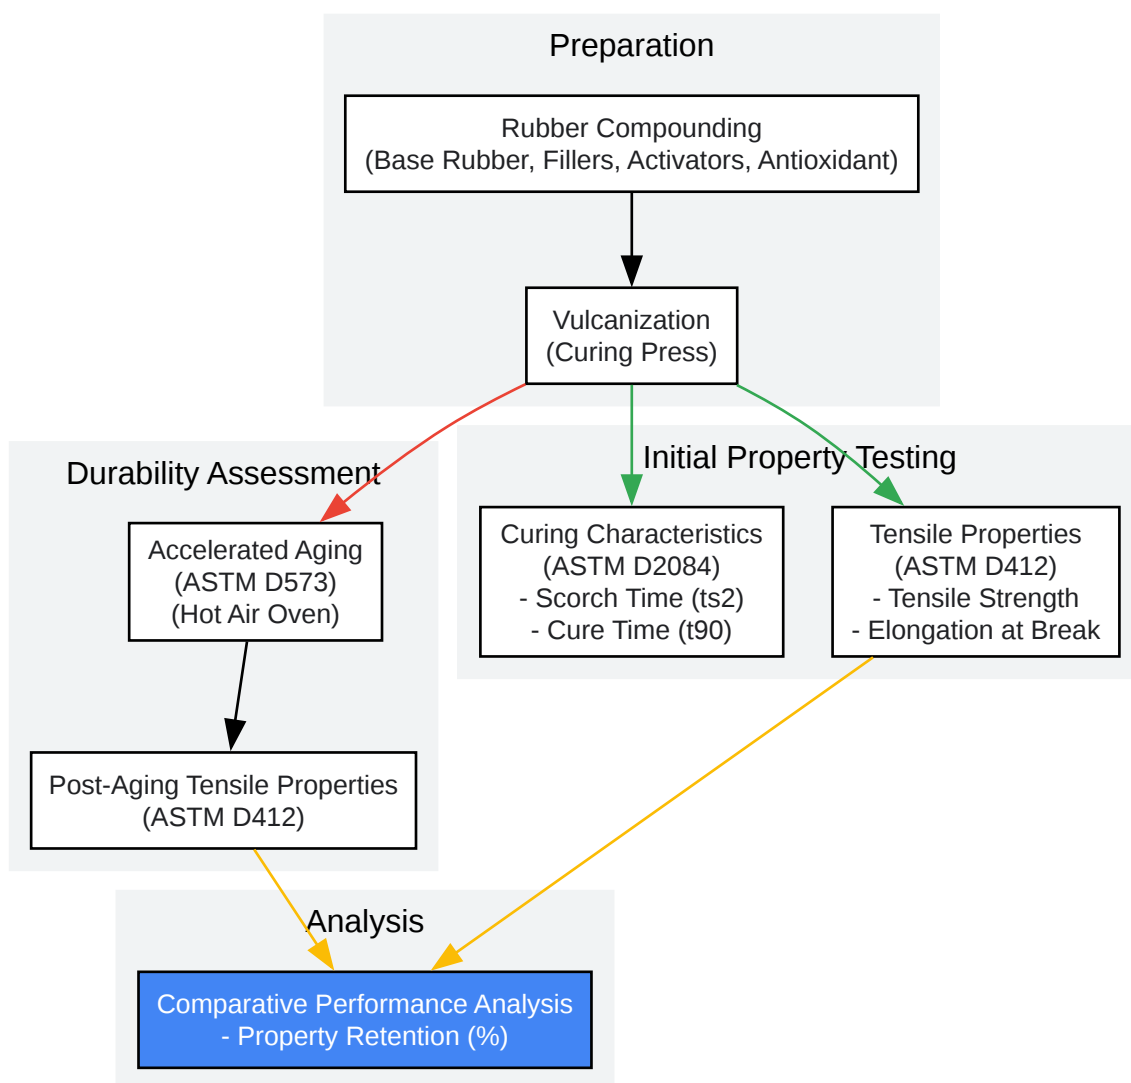 Preparation
Rubber Compounding
(Base Rubber, Fillers, Activators, Antioxidant)
Vulcanization
(Curing Press)
Durability Assessment
Accelerated Aging
(ASTM D573)
(Hot Air Oven)
Post-Aging Tensile Properties
(ASTM D412)
Initial Property Testing
Curing Characteristics
(ASTM D2084)
- Scorch Time (ts2)
- Cure Time (t90)
Tensile Properties
(ASTM D412)
- Tensile Strength
- Elongation at Break
Analysis
Comparative Performance Analysis
- Property Retention (%)